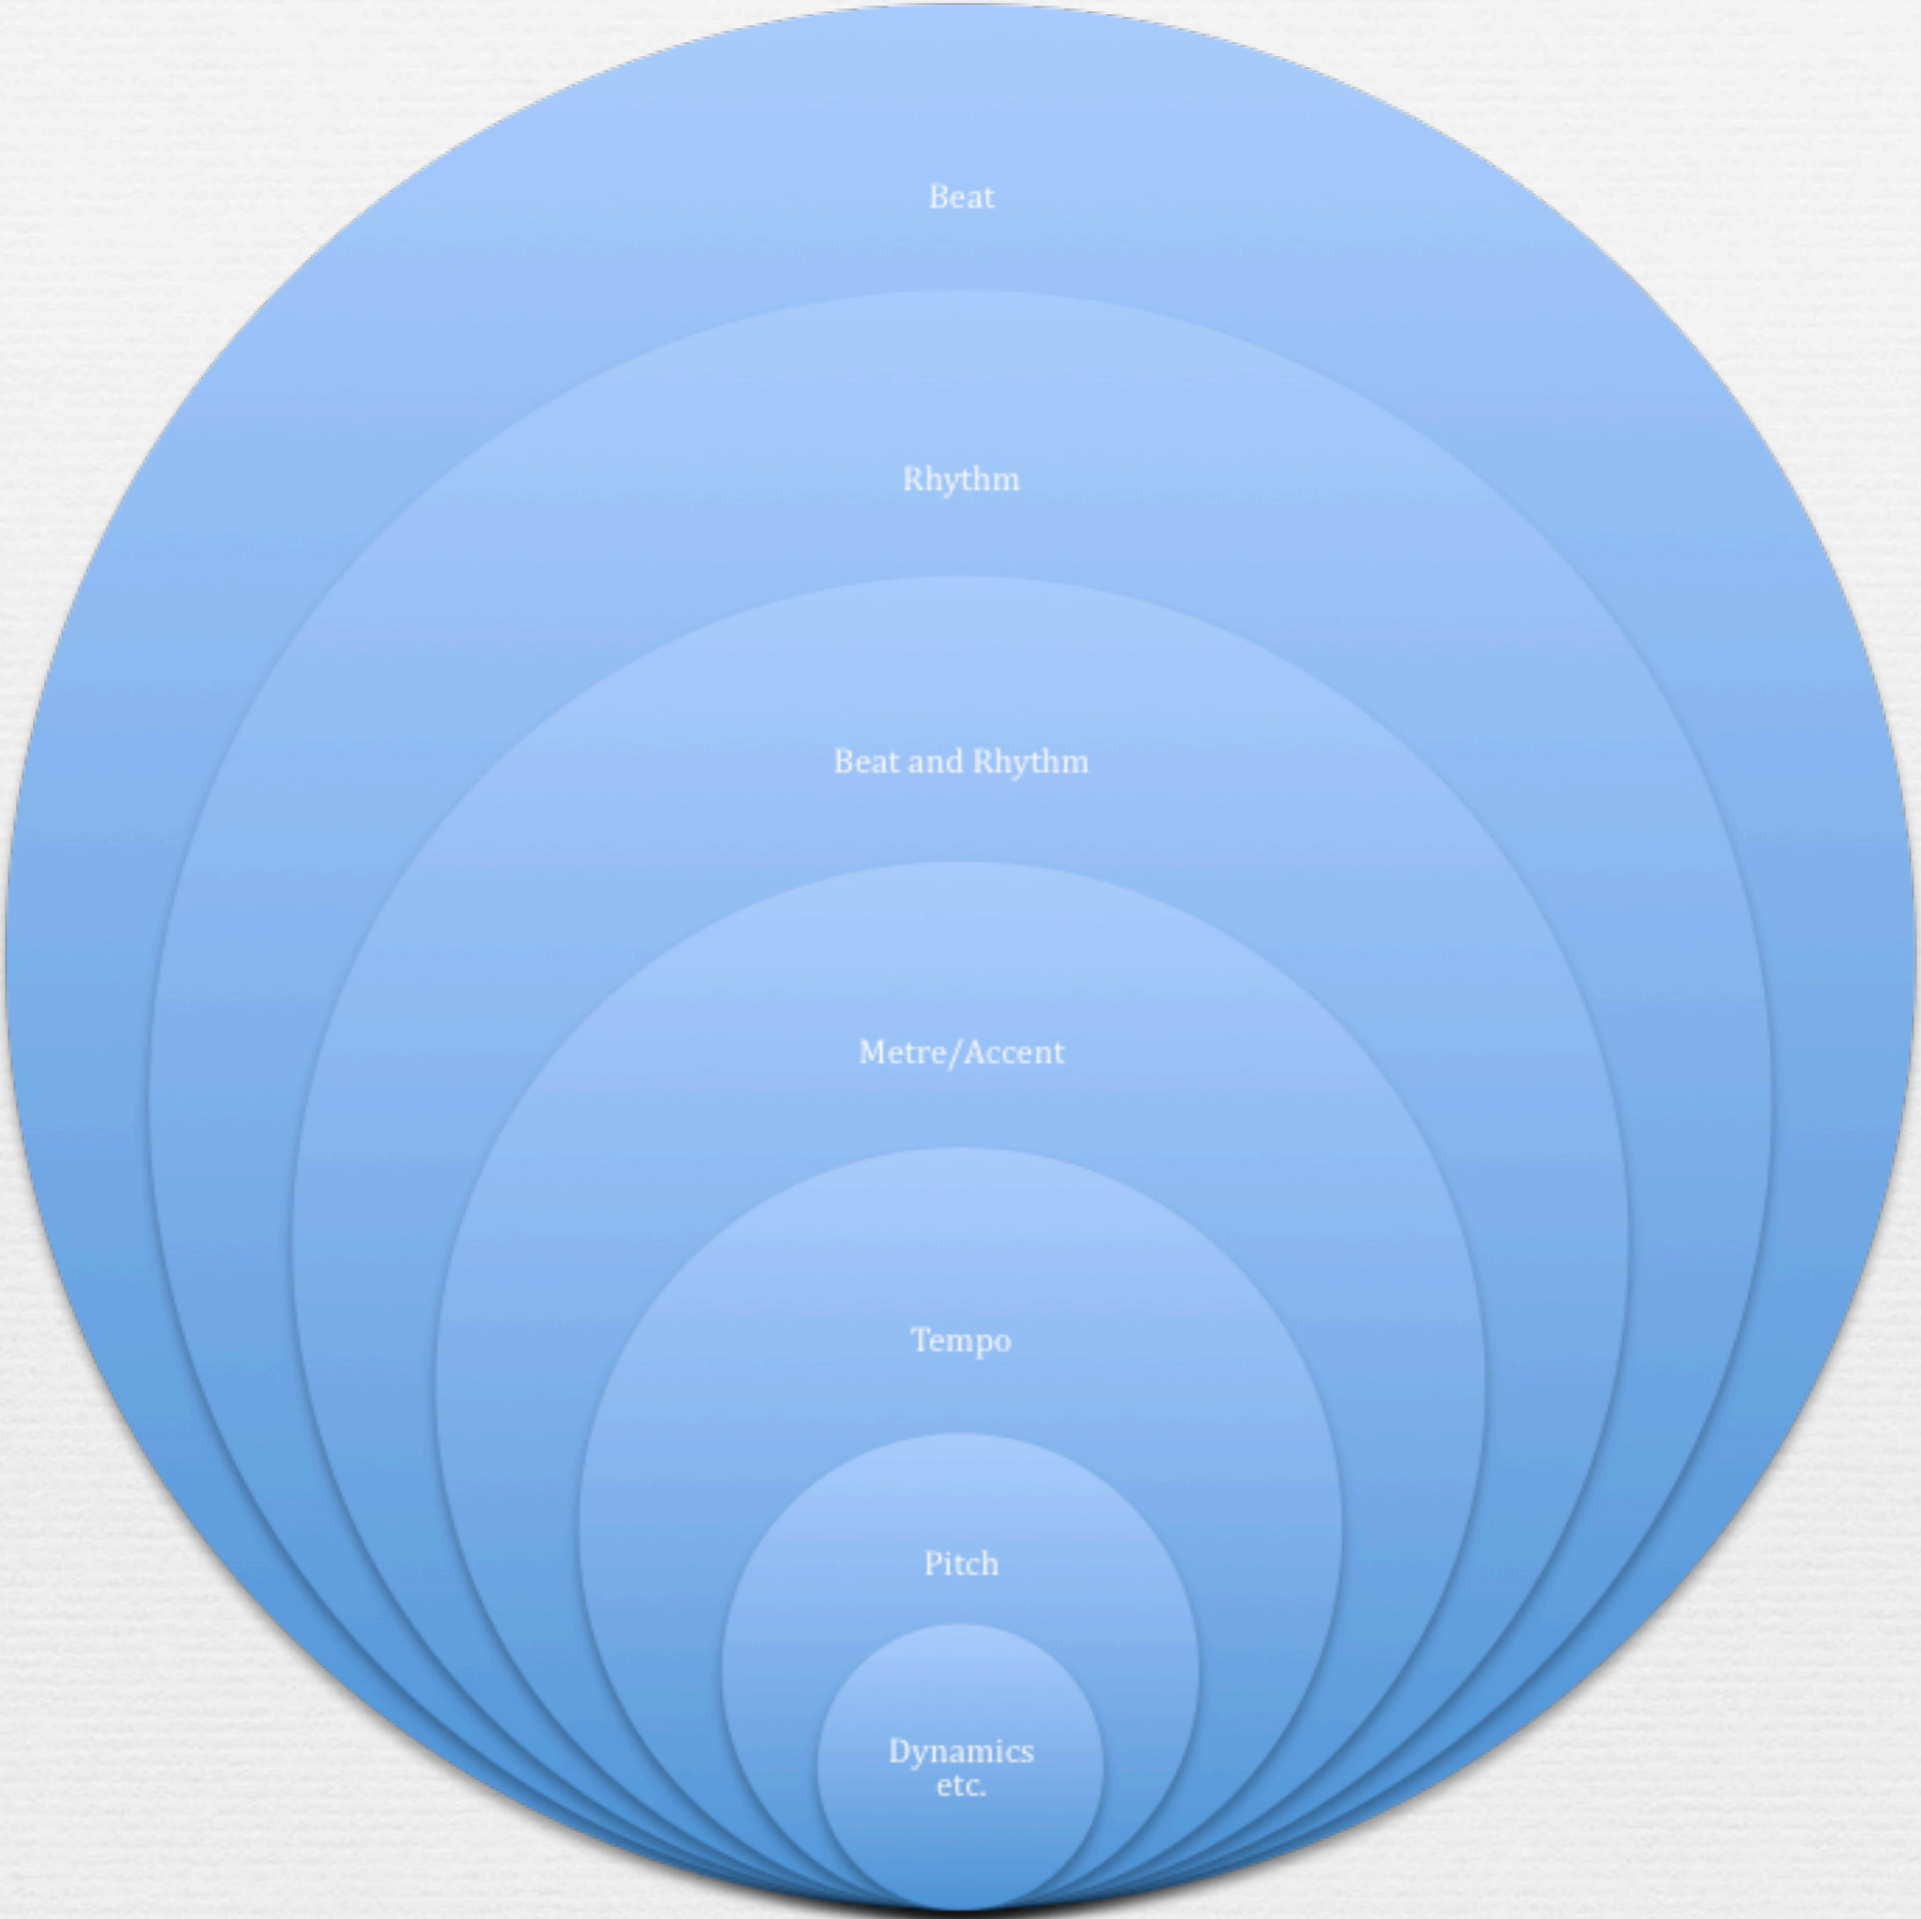 Beat
Rhythm
Beat and Rhythm
Metre/Accent
Tempo
Pitch
Dynamics
etc.